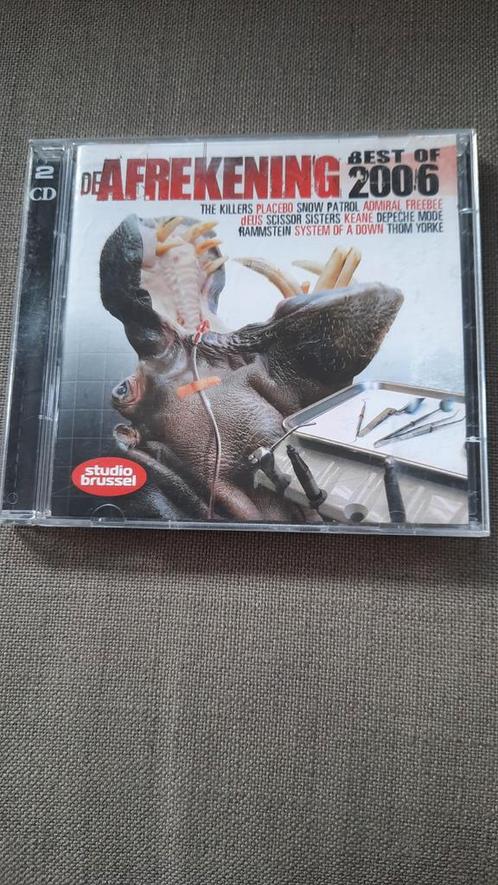 2
CD
DE AFREKENING BEST OF
2006
THE KILLERS PLACEBO SNOW PATROL ADMIRAL FREEBEE
dEUS SCISSOR SISTERS KEANE DEPECHE MODE
RAMMSTEIN SYSTEM OF A DOWN THOM YORKE
studio
brussel